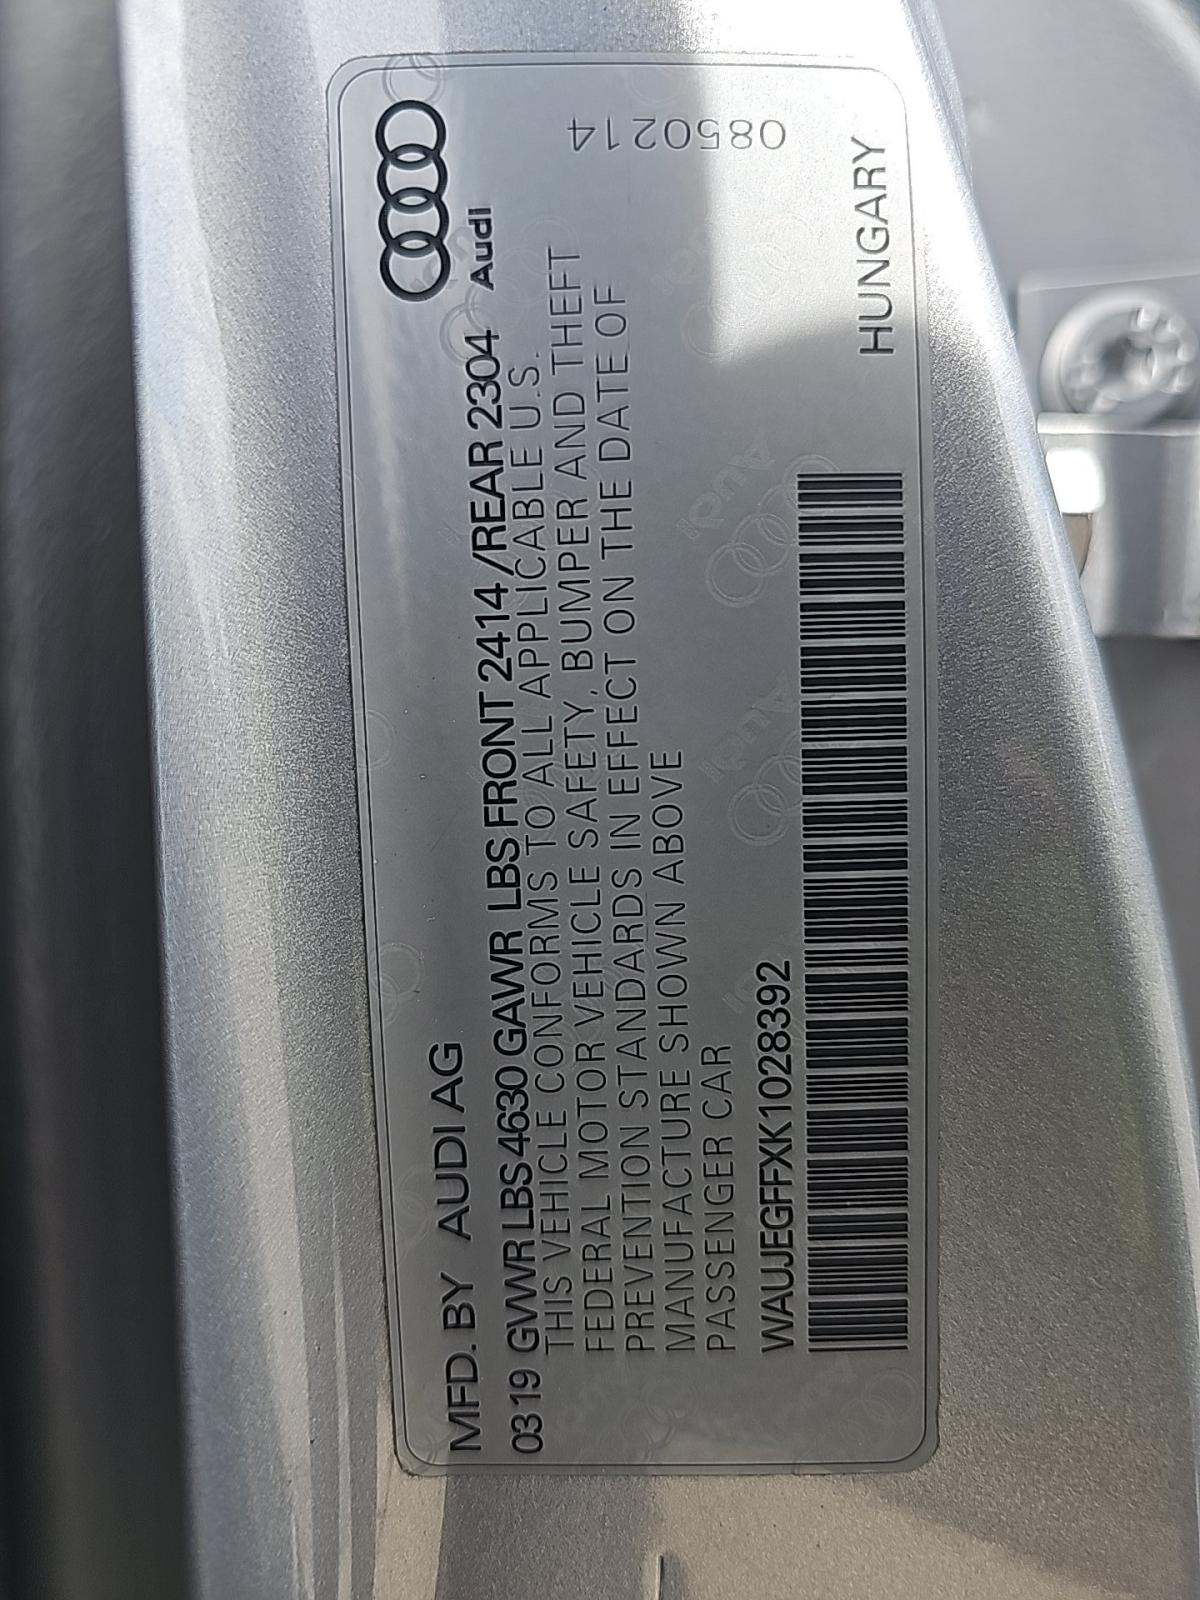 MFD. BY AUDI AG
Audi
03 19 GVWR LBS 4630 GAWR LBS FRONT 2414 /REAR 2304
THIS VEHICLE CONFORMS TO ALL APPLICABLE U.S.
FEDERAL MOTOR VEHICLE SAFETY, BUMPER AND THEFT
PREVENTION STANDARDS IN EFFECT ON THE DATE OF
MANUFACTURE SHOWN ABOVE
PASSENGER CAR
WAUJEGFFXK1028392
HUNGARY
0850214